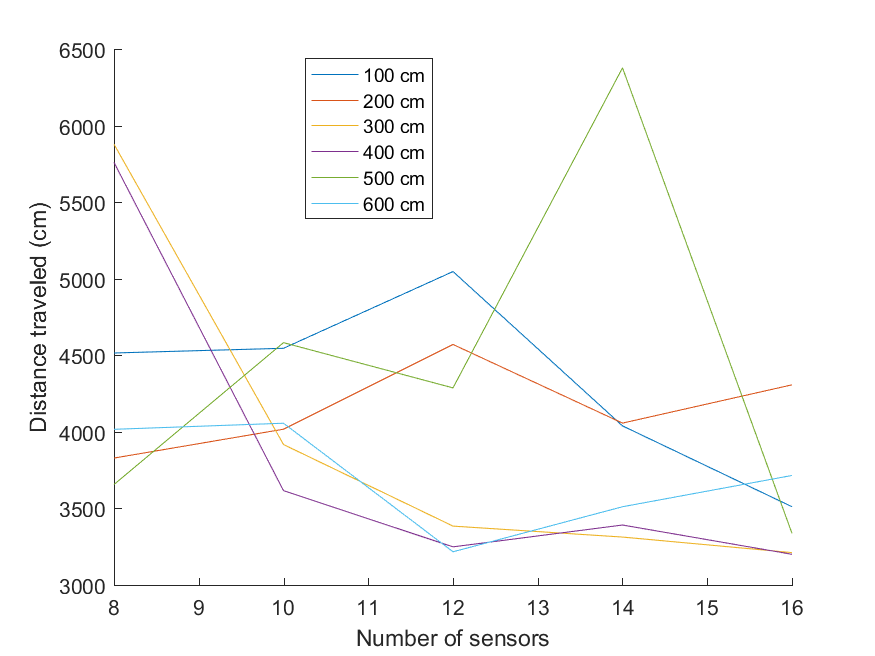 6500
6000
5500
5000
4500
4000
3500
3000
Distance traveled (cm)
100 cm
200 cm
300 cm
400 cm
500 cm
600 cm
8 9 10 11 12 13 14 15 16
Number of sensors